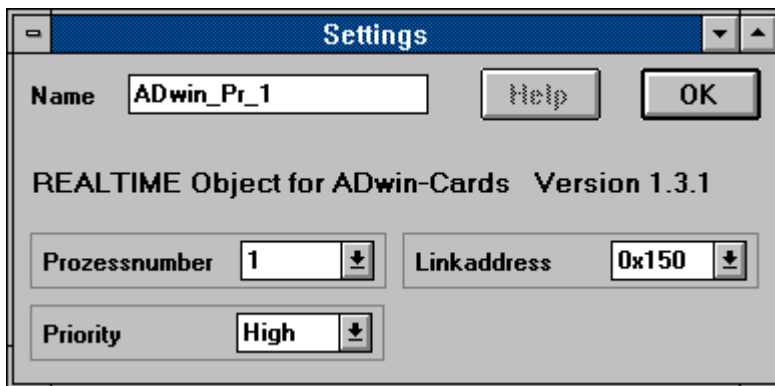 Settings
Name ADwin_Pr_1 Help OK
REALTIME Object for ADwin-Cards Version 1.3.1
Prozessnumber 1 Linkaddress 0x150
Priority High